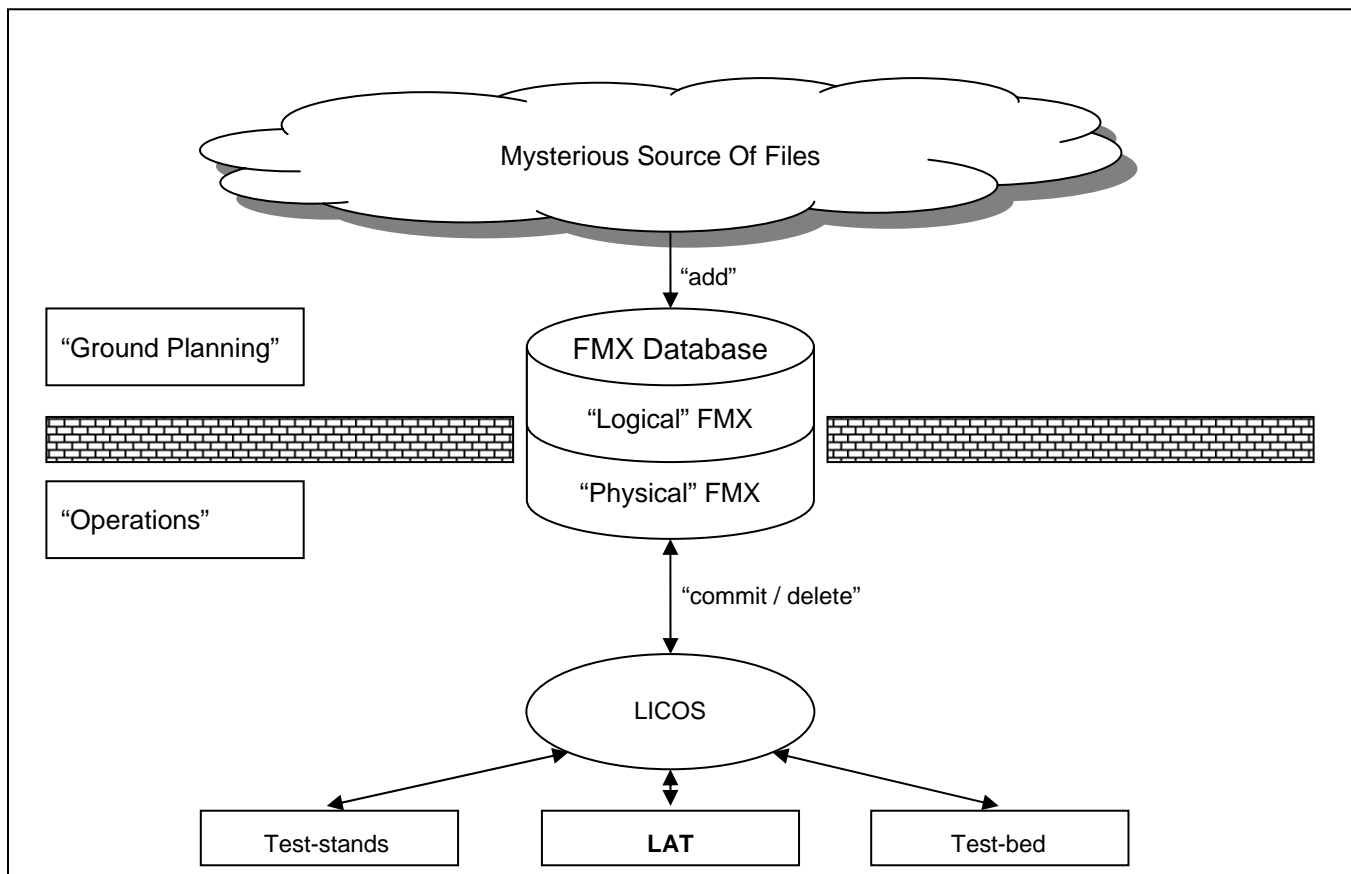 Mysterious Source Of Files
“add”
“Ground Planning”
FMX Database
“Logical” FMX
“Physical” FMX
“Operations”
“commit / delete”
LICOS
Test-stands
LAT
Test-bed